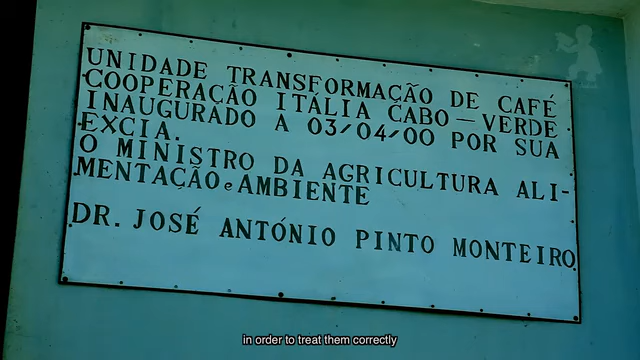 UNIDADE TRANSFORMAÇÃO DE CAFÉ
COOPERAÇÃO ITÁLIA CABO-VERDE
INAUGURADO A 03/04/00 POR SUA
EXCIA.
O MINISTRO DA AGRICULTURA ALI-
MENTAÇÃO e AMBIENTE
DR. JOSÉ ANTÓNIO PINTO MONTEIRO
in order to treat them correctly